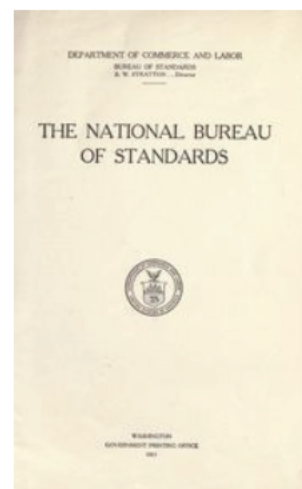 DEPARTMENT OF COMMERCE AND LABOR
BUREAU OF STANDARDS
S. W. STRATTON . . Director
THE NATIONAL BUREAU
OF STANDARDS
WASHINGTON
GOVERNMENT PRINTING OFFICE